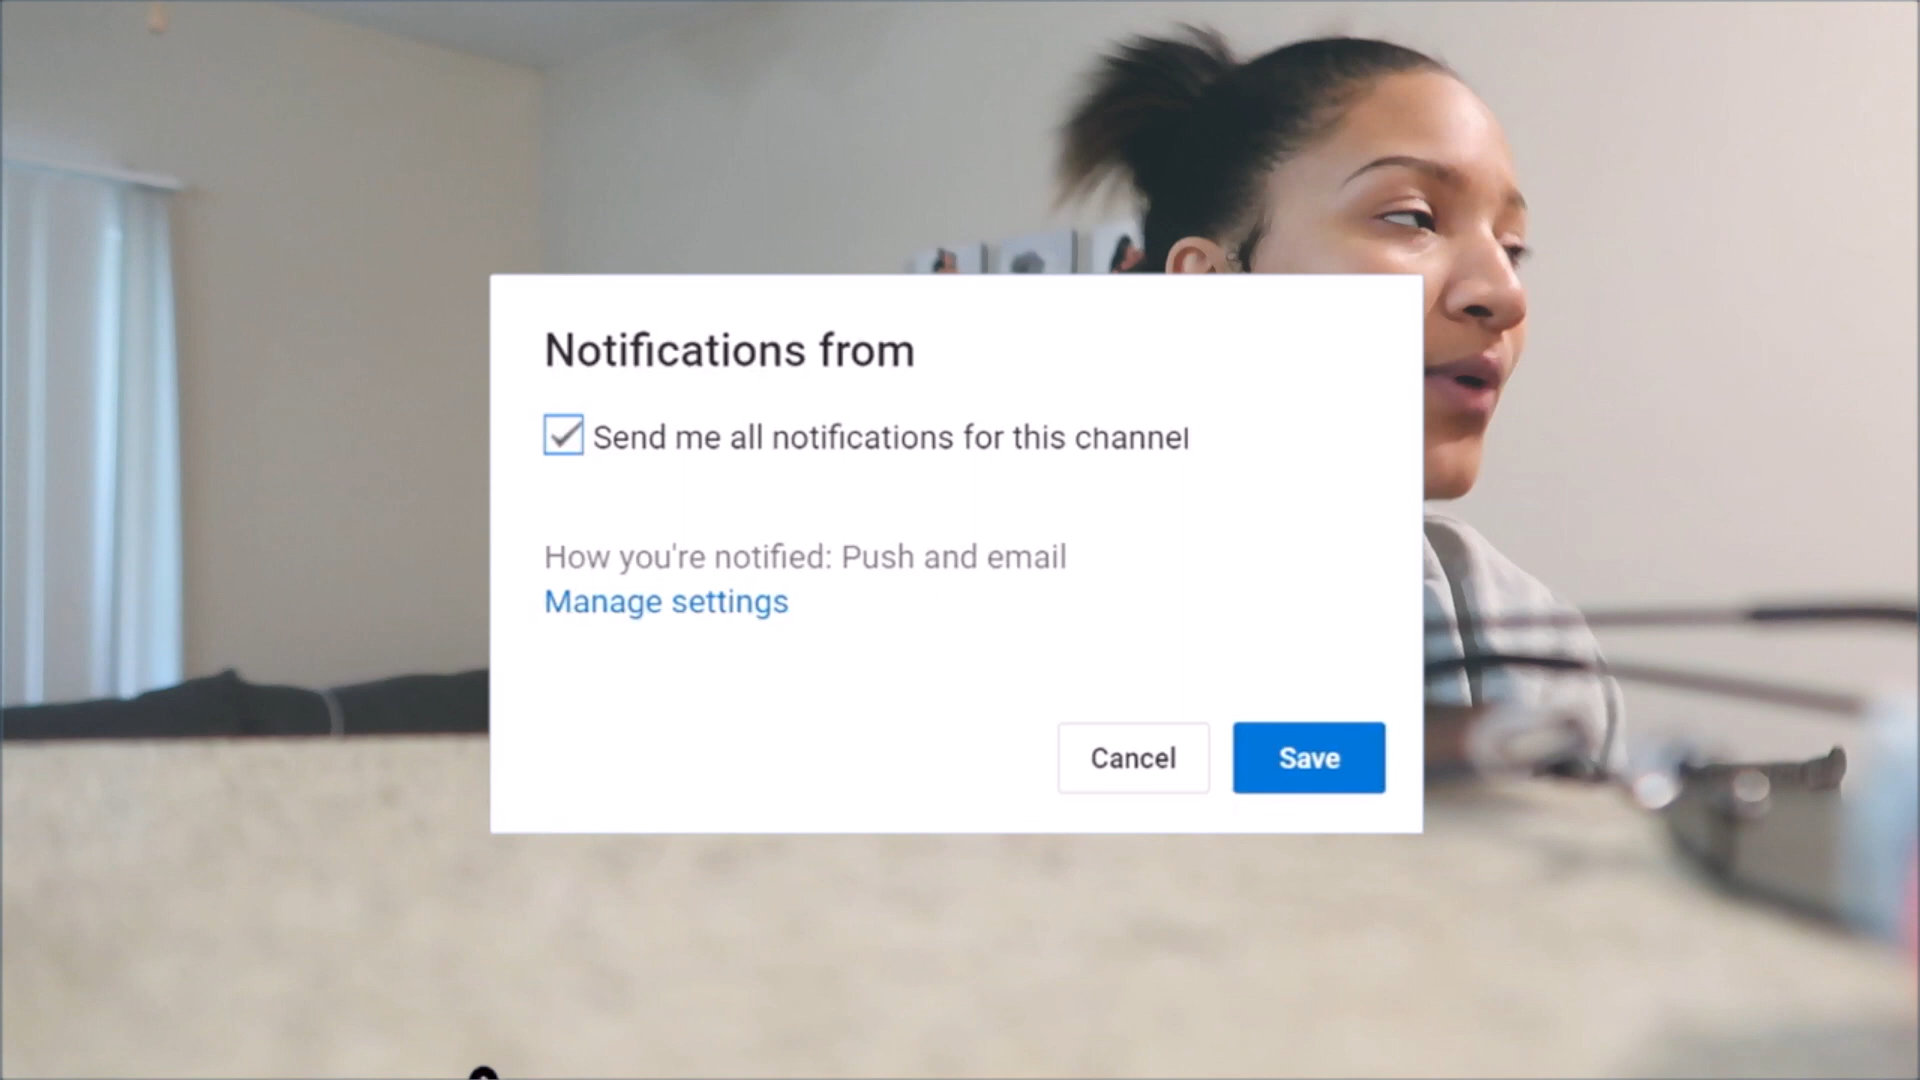 Notifications from
Send me all notifications for this channel
How you're notified: Push and email
Manage settings
Cancel
Save